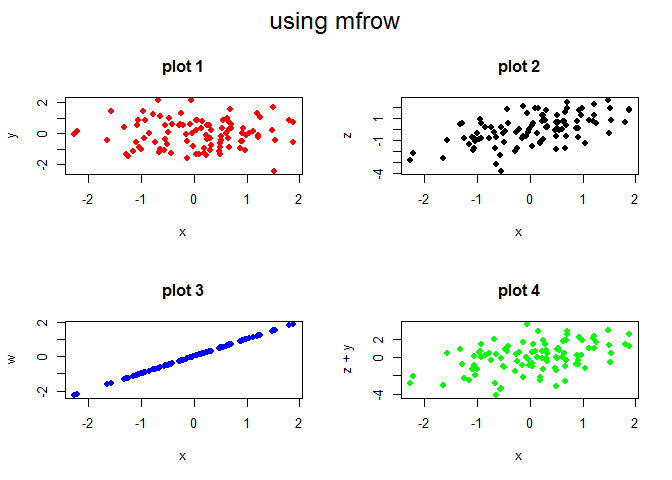 using mfrow
plot 1
y
-2 0 2
-2 -1 0 1 2
x
plot 2
z
-4 -2 1
-2 -1 0 1 2
x
plot 3
w
-2 0 2
-2 -1 0 1 2
x
plot 4
z + y
-4 0 2
-2 -1 0 1 2
x